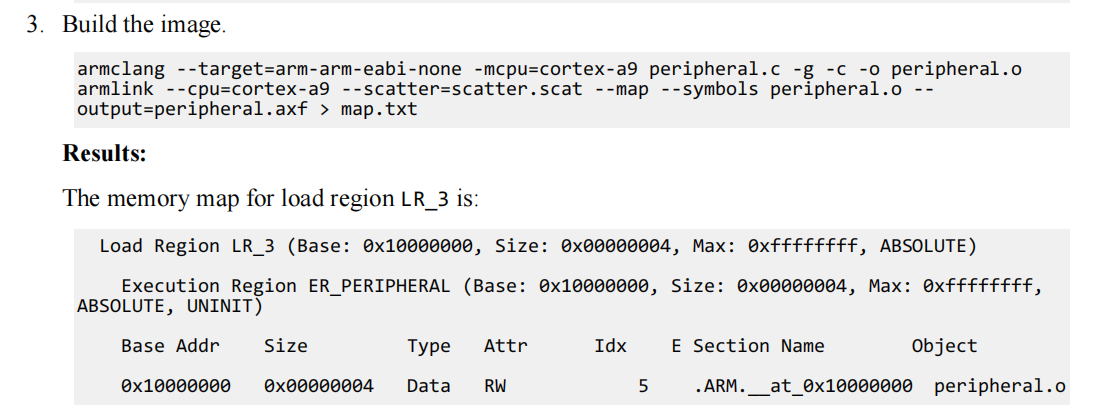 3. Build the image.
armclang --target=arm-arm-eabi-none -mcpu=cortex-a9 peripheral.c -g -c -o peripheral.o
armlink --cpu=cortex-a9 --scatter=scatter.scat --map --symbols peripheral.o --
output=peripheral.axf > map.txt
Results:
The memory map for load region LR_3 is:
Load Region LR_3 (Base: 0x10000000, Size: 0x00000004, Max: 0xffffffff, ABSOLUTE)
Execution Region ER_PERIPHERAL (Base: 0x10000000, Size: 0x00000004, Max: 0xffffffff,
ABSOLUTE, UNINIT)
Base Addr Size Type Attr Idx E Section Name Object
0x10000000 0x00000004 Data RW 5 .ARM.__at_0x10000000 peripheral.o